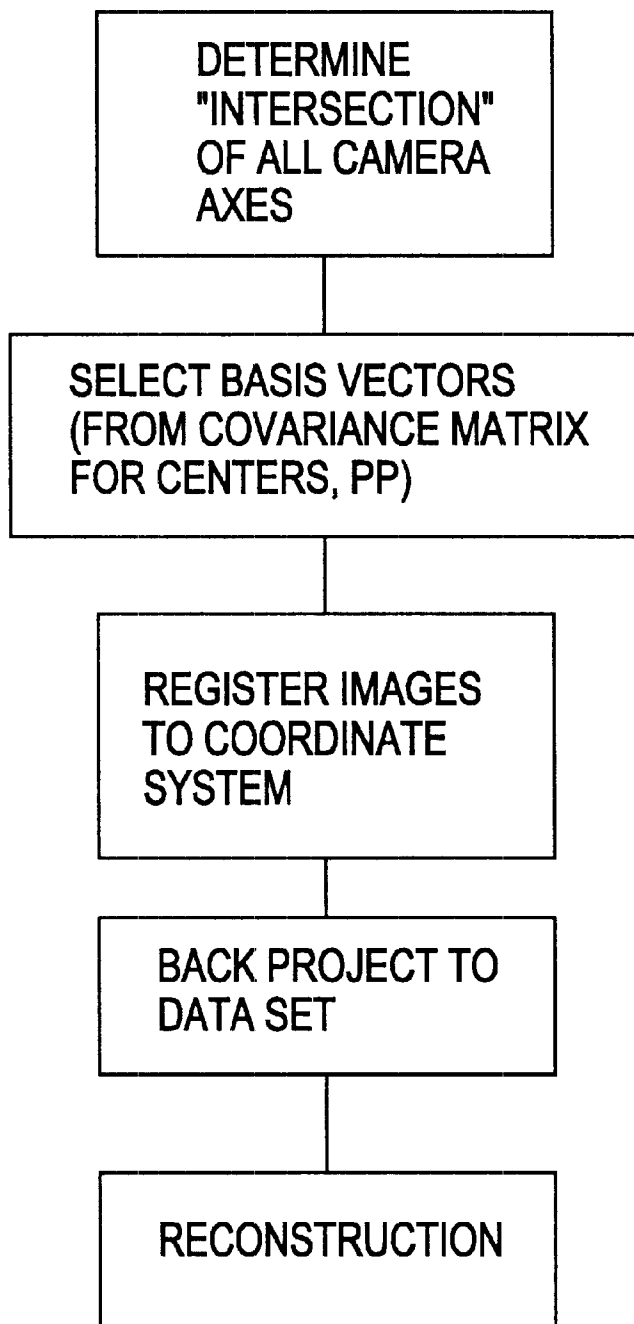 DETERMINE
"INTERSECTION"
OF ALL CAMERA
AXES
SELECT BASIS VECTORS
(FROM COVARIANCE MATRIX
FOR CENTERS, PP)
REGISTER IMAGES
TO COORDINATE
SYSTEM
BACK PROJECT TO
DATA SET
RECONSTRUCTION